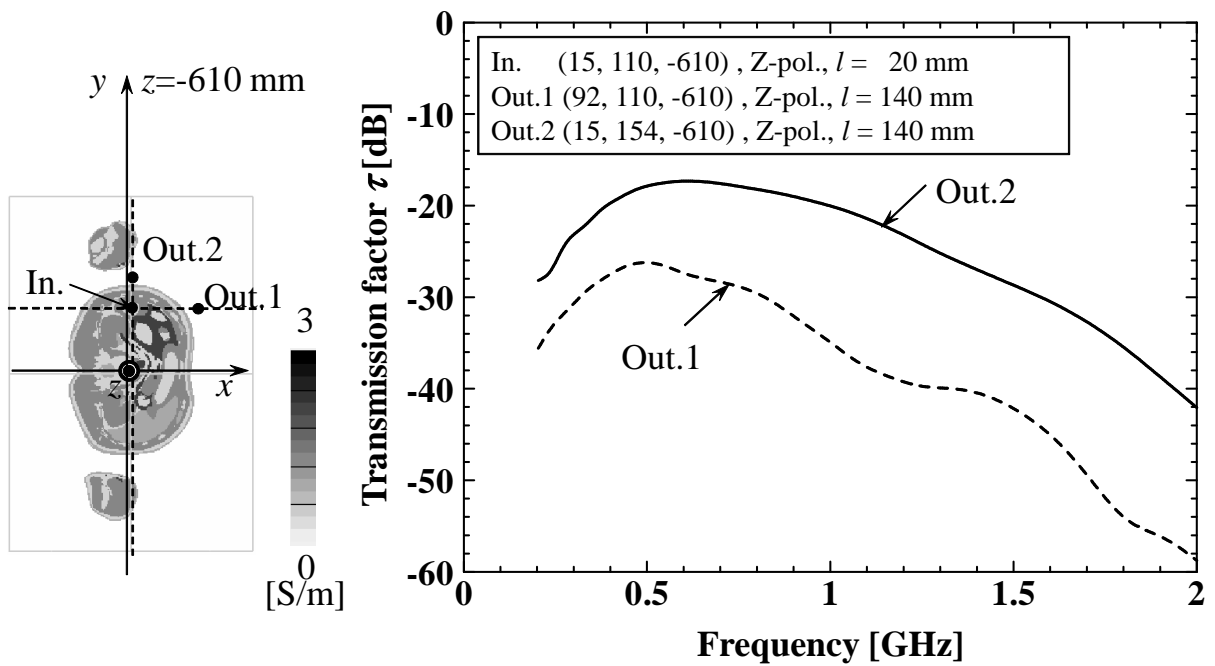 y z=-610 mm
Out.2
In.
Out.1
3
z
x
0
[S/m]
Transmission factor τ [dB]
0
-10
-20
-30
-40
-50
-60
In. (15, 110, -610) , Z-pol., l = 20 mm
Out.1 (92, 110, -610) , Z-pol., l = 140 mm
Out.2 (15, 154, -610) , Z-pol., l = 140 mm
Out.2
Out.1
0 0.5 1 1.5 2
Frequency [GHz]